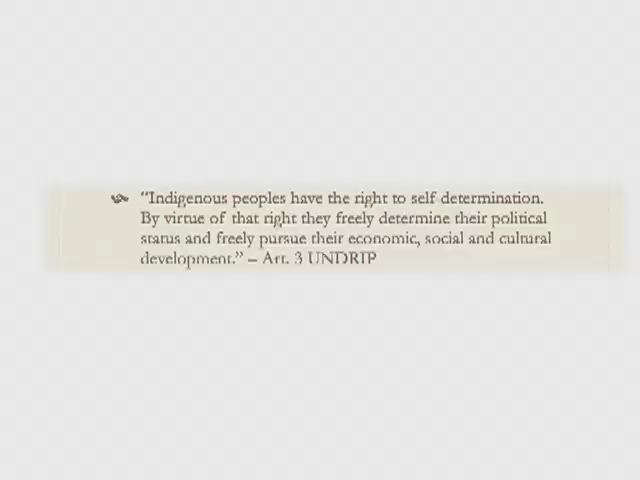 “Indigenous peoples have the right to self determination.
By virtue of that right they freely determine their political
status and freely pursue their economic, social and cultural
development.” – Art. 3 UNDRIP